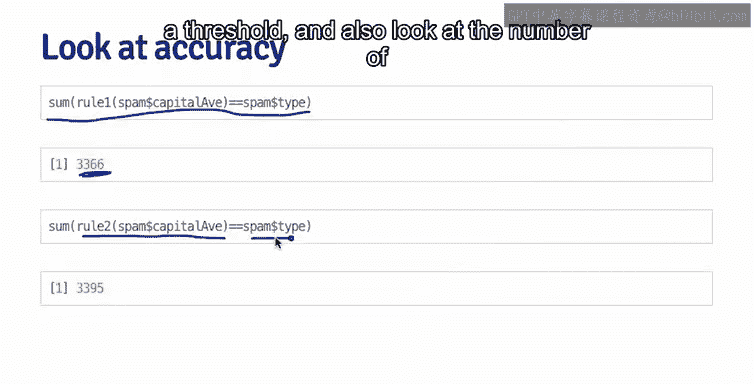 a threshold, and also look at the number
of
Look at accuracy
sum(rule1(spam$capitalAve)==spam$type)
[1] 3366
sum(rule2(spam$capitalAve)==spam$type)
[1] 3395